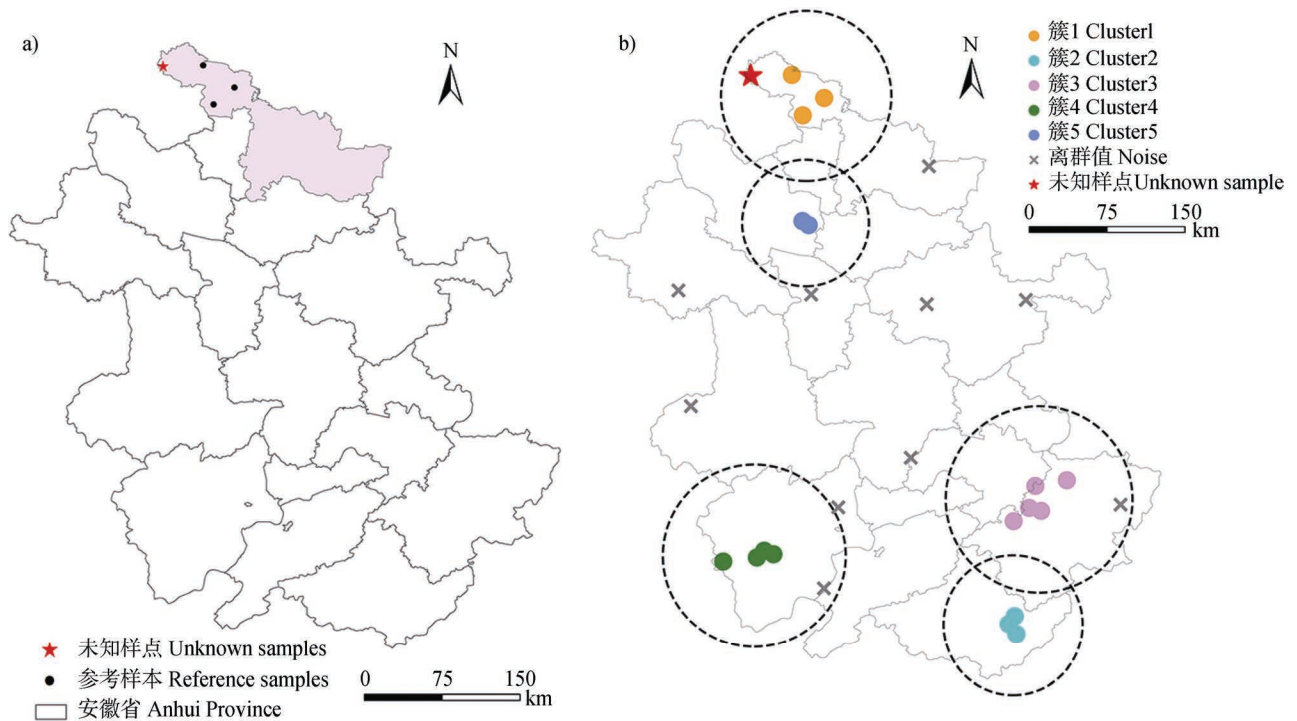 a)
N
未知样点 Unknown samples
参考样本 Reference samples
安徽省 Anhui Province
0 75 150
km
b)
N
簇1 Cluster1
簇2 Cluster2
簇3 Cluster3
簇4 Cluster4
簇5 Cluster5
离群值 Noise
未知样点Unknown sample
0 75 150
km